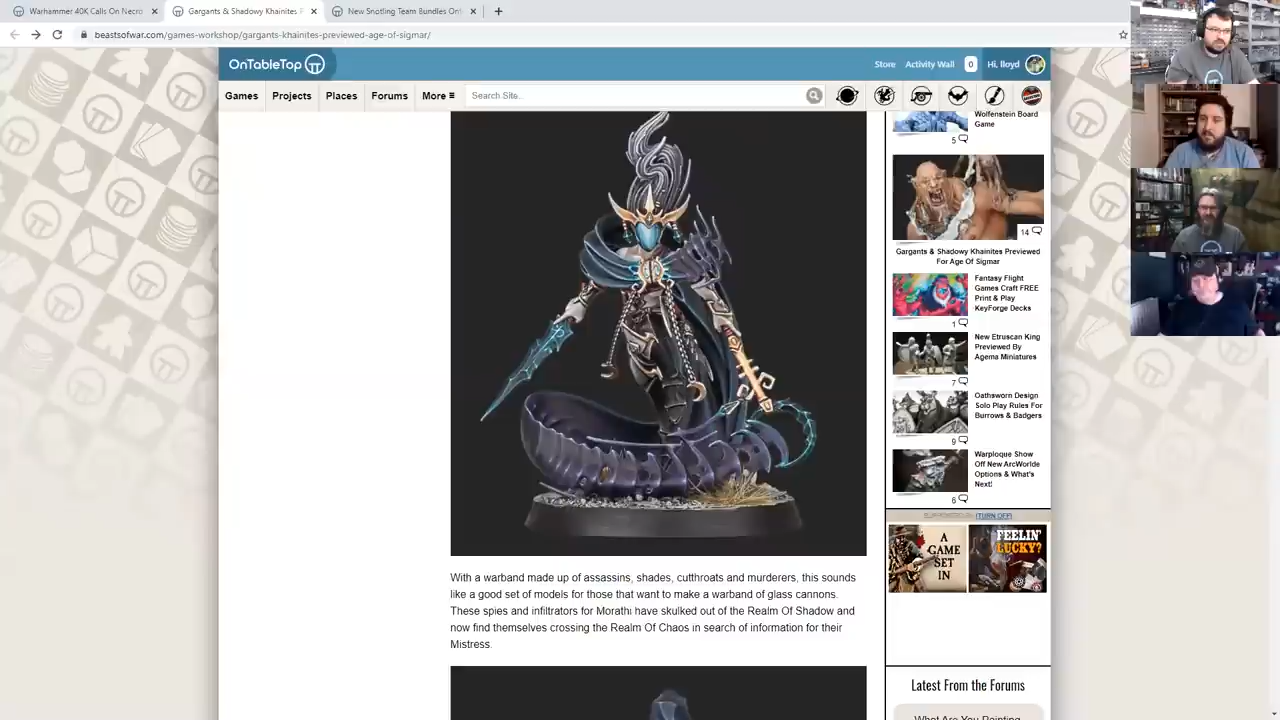 Warhammer 40K Calls On Necro
Gargants & Shadowy Khainites P
New Snotling Team Bundles On
beastsofwar.com/games-workshop/gargants-khainites-previewed-age-of-sigmar/
OnTableTop
Store
Activity Wall
0
Hi, lloyd
Games
Projects
Places
Forums
More
Search Site..
Wolfenstein Board
Game
5
14
Gargants & Shadowy Khainites Previewed
For Age Of Sigmar
Fantasy Flight
Games Craft FREE
Print & Play
KeyForge Decks
1
New Etruscan King
Previewed By
Agema Miniatures
7
Oathsworn Design
Solo Play Rules For
Burrows & Badgers
9
Warploque Show
Off New ArcWorlde
Options & What's
Next!
6
(TURN OFF)
A
GAME
SET
IN
FEELIN'
LUCKY?
With a warband made up of assassins, shades, cutthroats and murderers, this sounds
like a good set of models for those that want to make a warband of glass cannons.
These spies and infiltrators for Morathi have skulked out of the Realm Of Shadow and
now find themselves crossing the Realm Of Chaos in search of information for their
Mistress.
Latest From the Forums
What Are You Painting